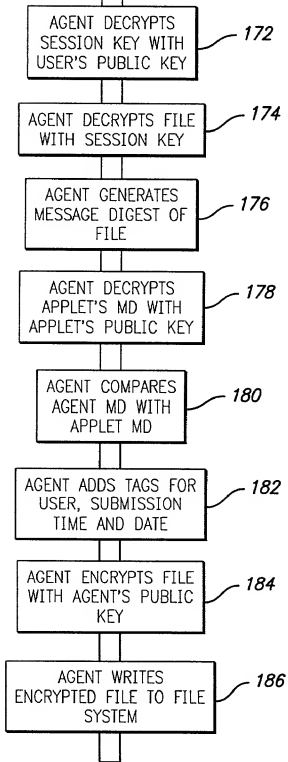 AGENT DECRYPTS
SESSION KEY WITH
USER'S PUBLIC KEY
172
AGENT DECRYPTS FILE
WITH SESSION KEY
174
AGENT GENERATES
MESSAGE DIGEST OF
FILE
176
AGENT DECRYPTS
APPLET'S MD WITH
APPLET'S PUBLIC KEY
178
AGENT COMPARES
AGENT MD WITH
APPLET MD
180
AGENT ADDS TAGS FOR
USER, SUBMISSION
TIME AND DATE
182
AGENT ENCRYPTS FILE
WITH AGENT'S PUBLIC
KEY
184
AGENT WRITES
ENCRYPTED FILE TO FILE
SYSTEM
186